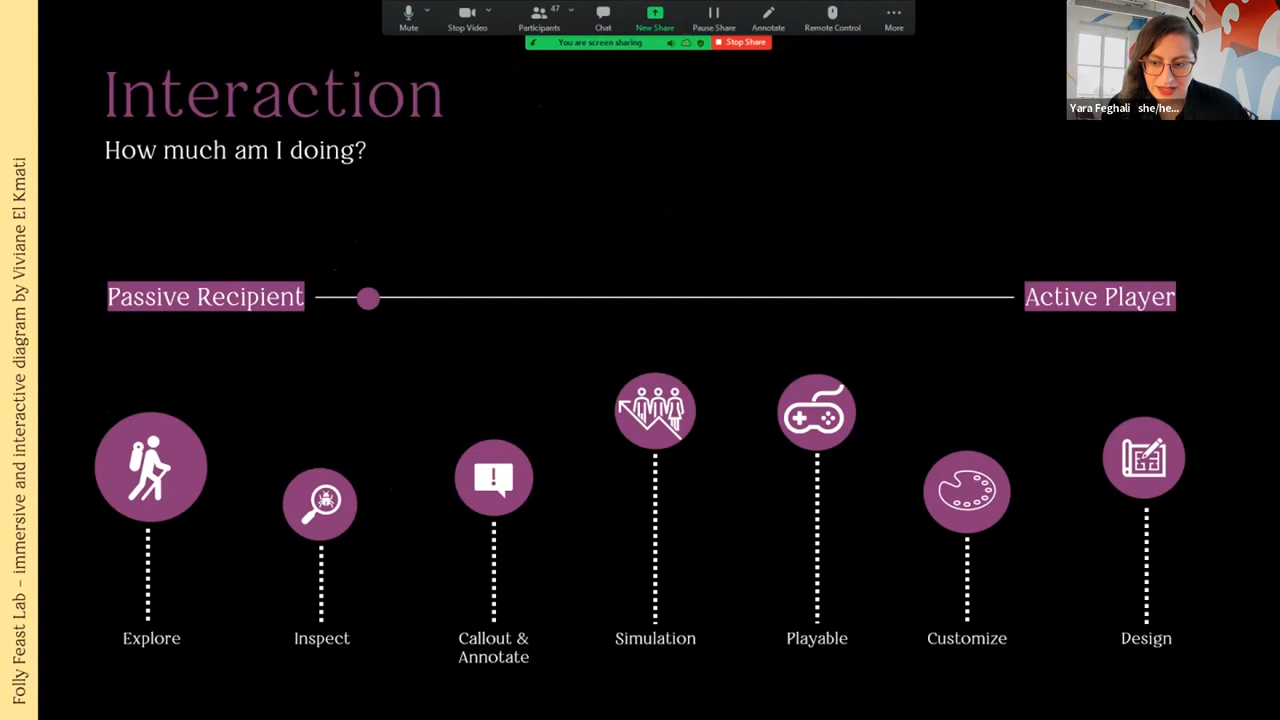 Mute
Stop Video
Participants
47
Chat
New Share
Pause Share
Annotate
Remote Control
More
You are screen sharing
Stop Share
Yara Feghali she/he...
Interaction
How much am I doing?
Passive Recipient
Active Player
!
Explore
Inspect
Callout &
Annotate
Simulation
Playable
Customize
Design
Folly Feast Lab - immersive and interactive diagram by Viviane El Kmati